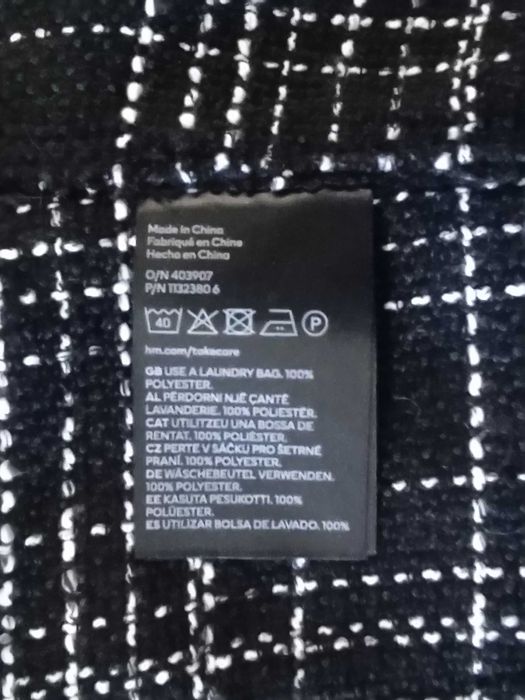 Made in China
Fabriqué en Chine
Hecho en China
O/N 403907
P/N 1132380 6
40
P
hm.com/takecare
GB USE A LAUNDRY BAG. 100%
POLYESTER.
AL PËRDORNI NJË ÇANTË
LAVANDERIE. 100% POLIESTËR.
CAT UTILITZEU UNA BOSSA DE
RENTAT. 100% POLIÈSTER.
CZ PERTE V SÁČKU PRO ŠETRNÉ
PRANÍ. 100% POLYESTER.
DE WÄSCHEBEUTEL VERWENDEN.
100% POLYESTER.
EE KASUTA PESUKOTTI. 100%
POLÜESTER.
ES UTILIZAR BOLSA DE LAVADO. 100%